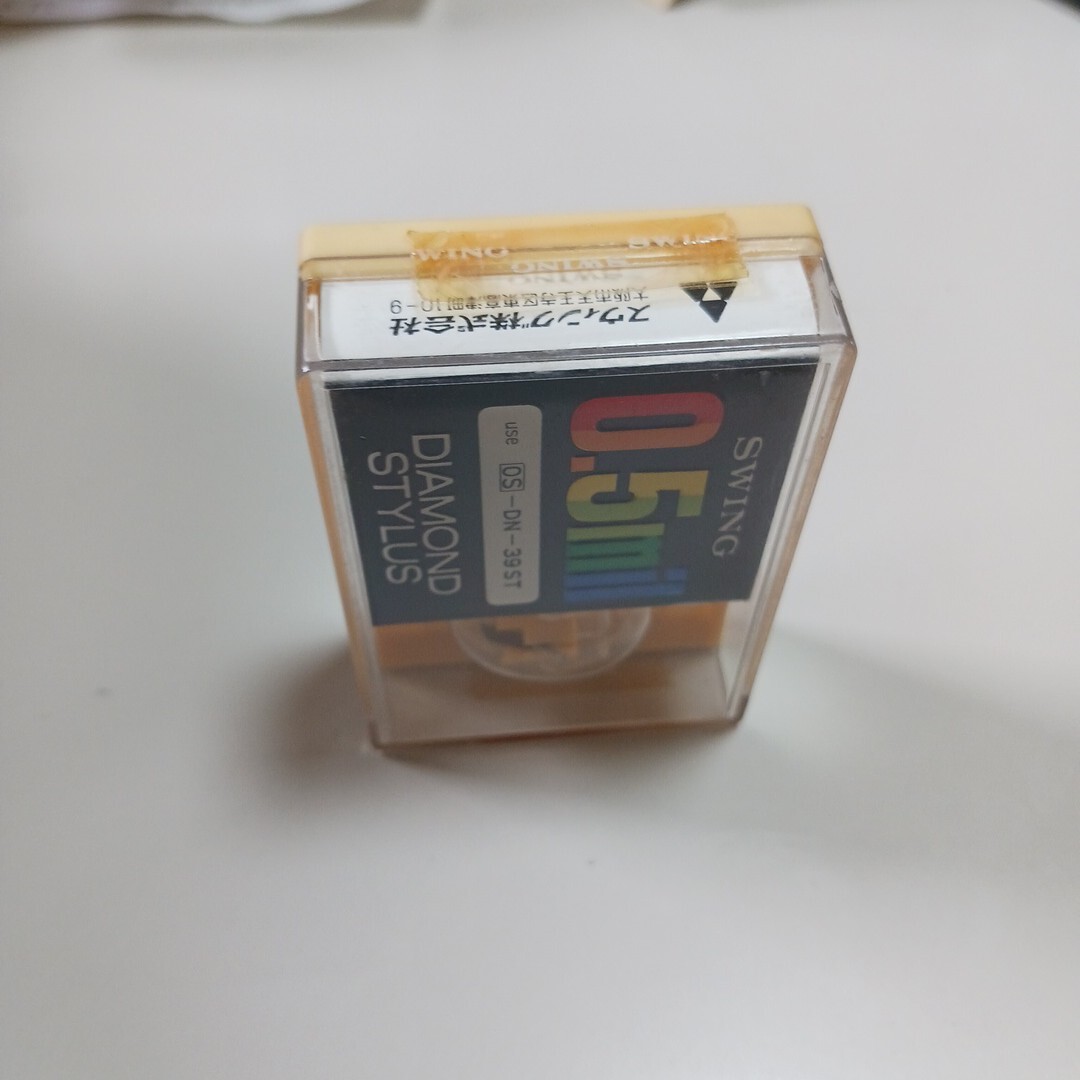 SWING
0.5mil
use OS-DN-39ST
DIAMOND
STYLUS
スウィング株式会社
大阪市天王寺区東高津町10-9
WING
SWING
SWING